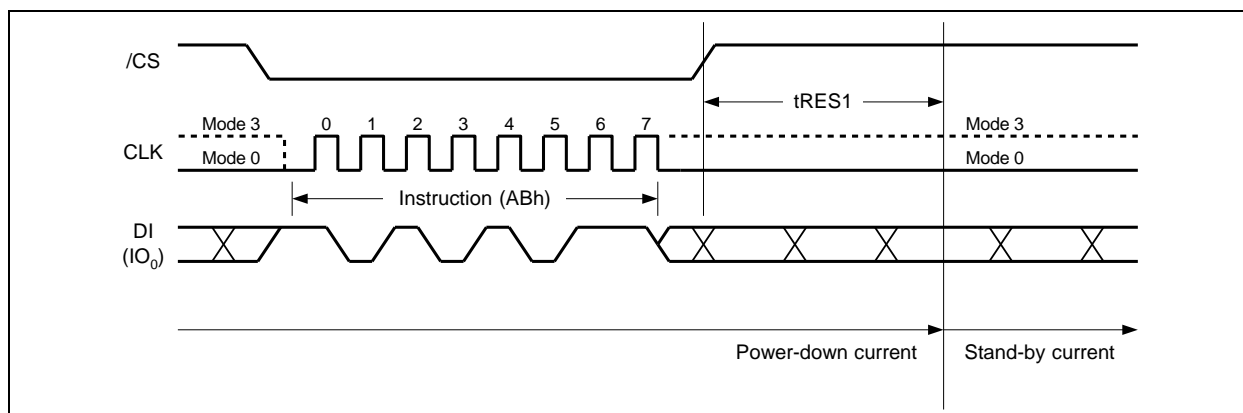 /CS
tRES1
Mode 3 0 1 2 3 4 5 6 7 Mode 3
CLK
Mode 0 Mode 0
Instruction (ABh)
DI
(IO0)
Power-down current Stand-by current